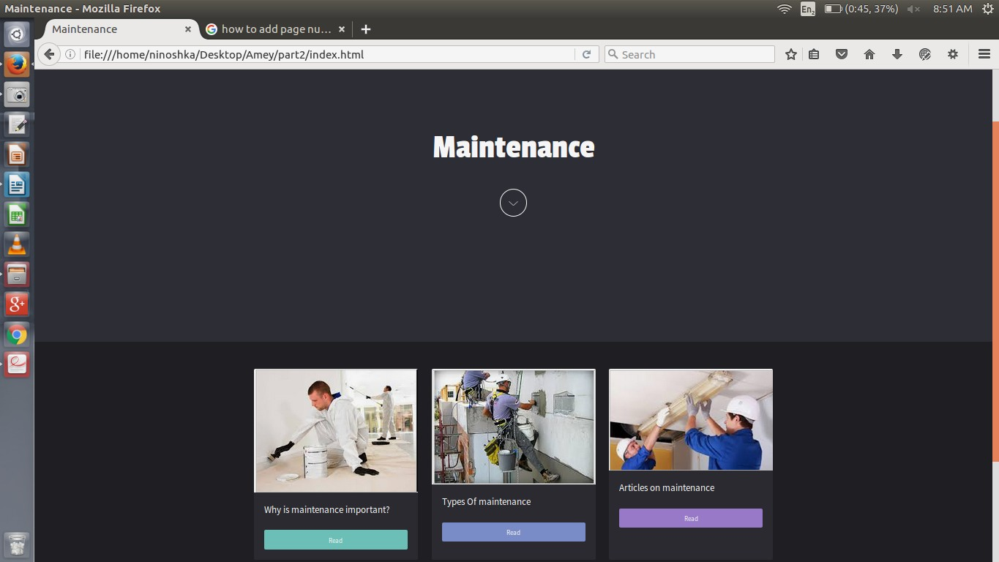 Maintenance - Mozilla Firefox
En2 (0:45, 37%) 8:51 AM
Maintenance how to add page nu...
file:///home/ninoshka/Desktop/Amey/part2/index.html Search
Maintenance
Why is maintenance important?
Read
Types Of maintenance
Read
Articles on maintenance
Read